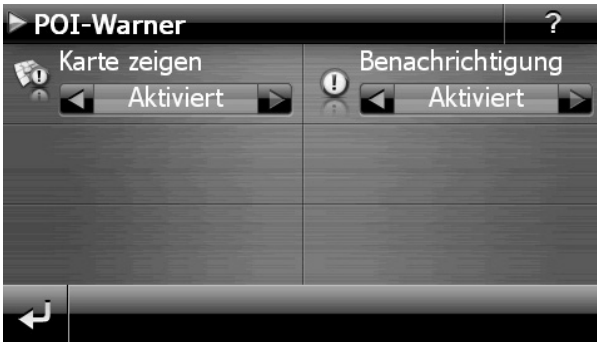 POI-Warner ?
Karte zeigen
Aktiviert
Benachrichtigung
Aktiviert